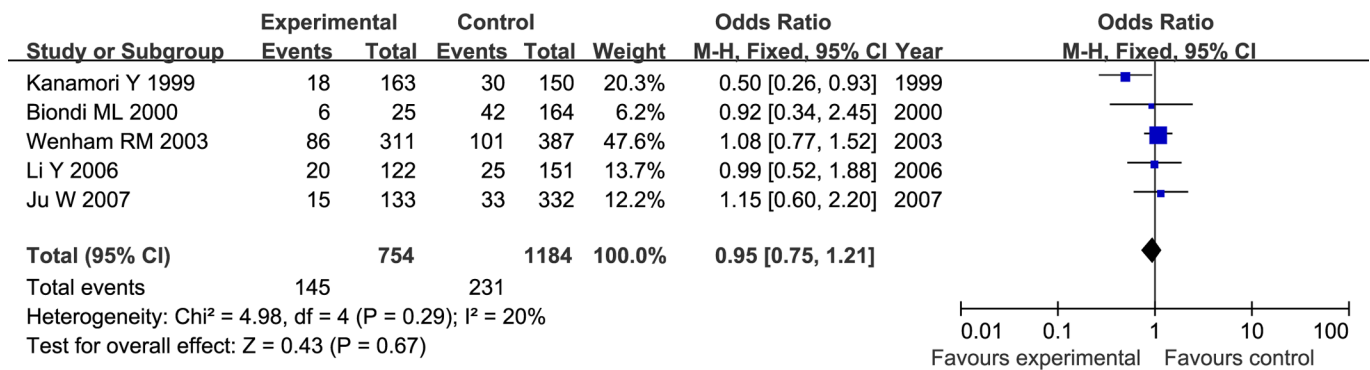 Experimental Control Odds Ratio Odds Ratio
Study or Subgroup Events Total Events Total Weight M-H, Fixed, 95% CI Year M-H, Fixed, 95% CI
Kanamori Y 1999 18 163 30 150 20.3% 0.50 [0.26, 0.93] 1999
Biondi ML 2000 6 25 42 164 6.2% 0.92 [0.34, 2.45] 2000
Wenham RM 2003 86 311 101 387 47.6% 1.08 [0.77, 1.52] 2003
Li Y 2006 20 122 25 151 13.7% 0.99 [0.52, 1.88] 2006
Ju W 2007 15 133 33 332 12.2% 1.15 [0.60, 2.20] 2007
Total (95% CI) 754 1184 100.0% 0.95 [0.75, 1.21]
Total events 145 231
Heterogeneity: Chi² = 4.98, df = 4 (P = 0.29); I² = 20%
Test for overall effect: Z = 0.43 (P = 0.67)
0.01 0.1 1 10 100
Favours experimental Favours control